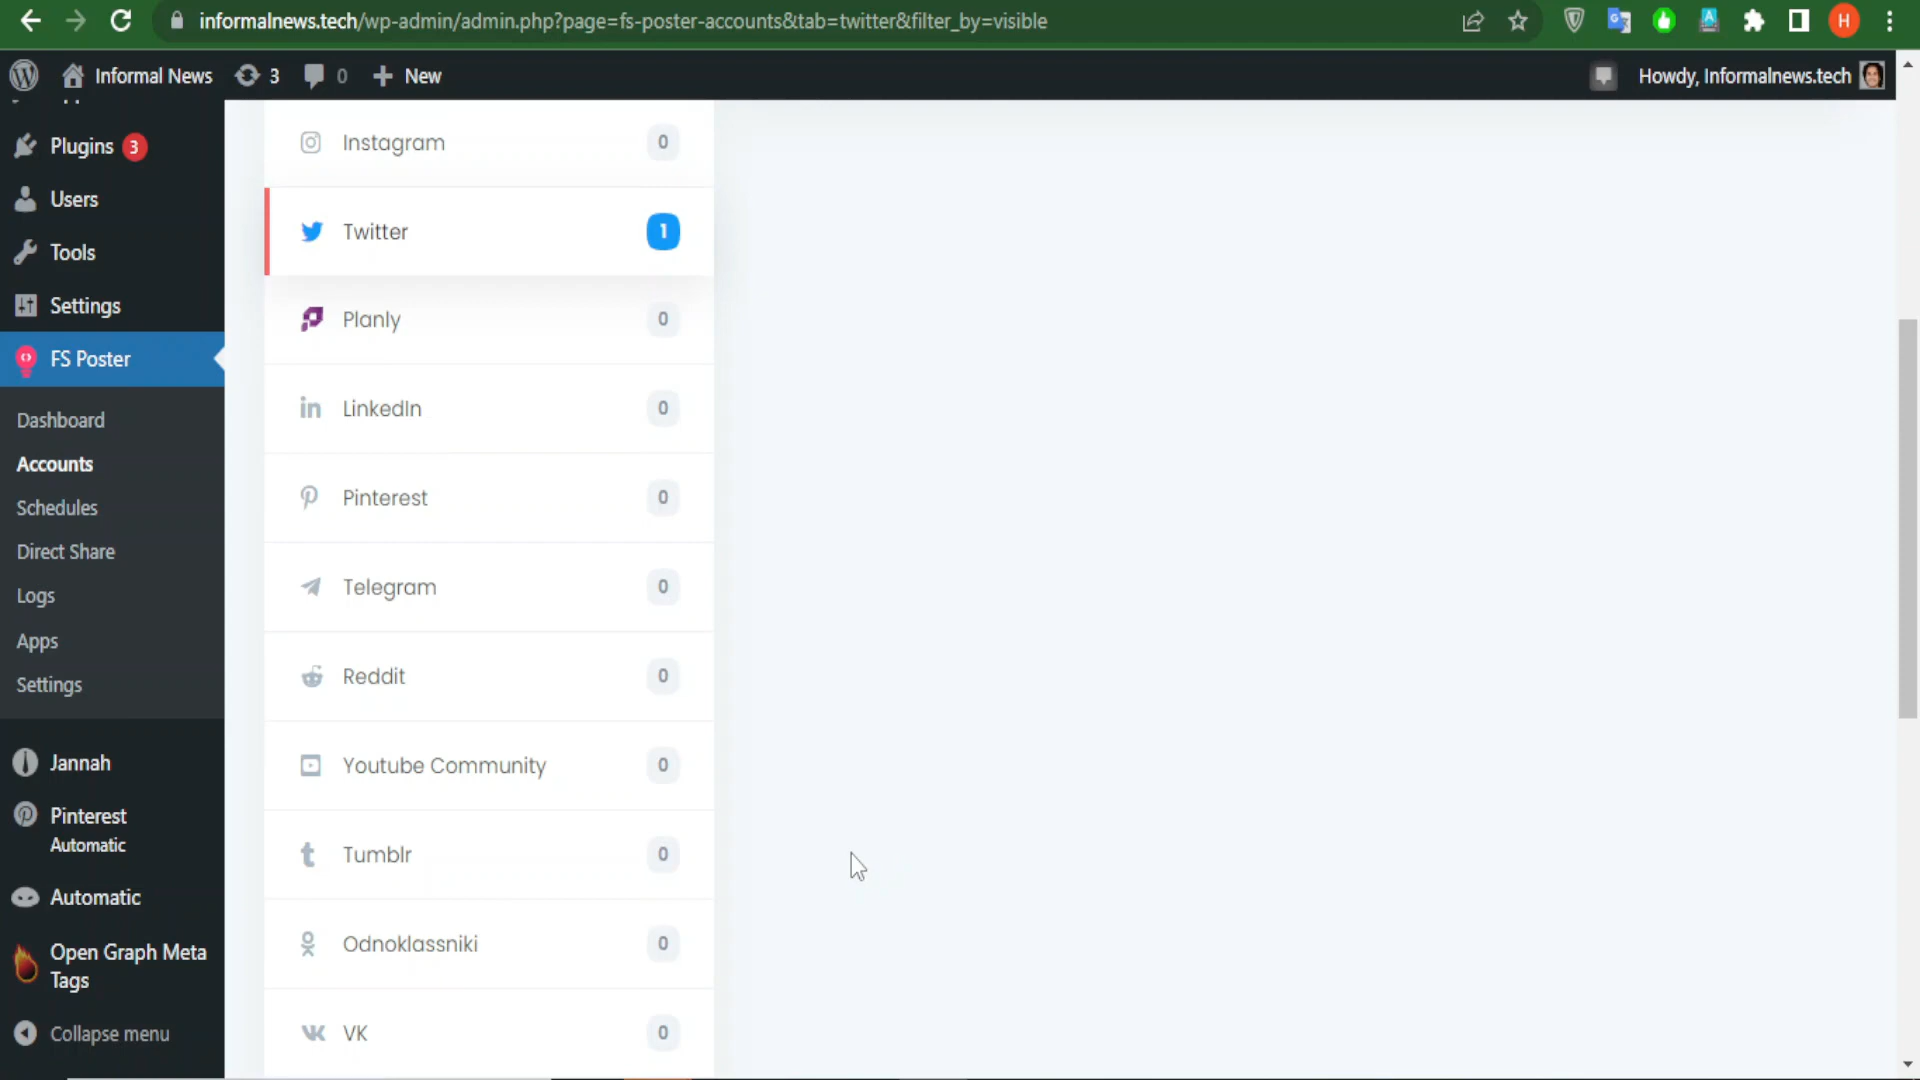 informalnews.tech/wp-admin/admin.php?page=fs-poster-accounts&tab=twitter&filter_by=visible
H
Informal News
3
0
New
Howdy, Informalnews.tech
Plugins 3
Users
Tools
Settings
FS Poster
Dashboard
Accounts
Schedules
Direct Share
Logs
Apps
Settings
Jannah
Pinterest
Automatic
Automatic
Open Graph Meta
Tags
Collapse menu
Instagram 0
Twitter 1
Planly 0
LinkedIn 0
Pinterest 0
Telegram 0
Reddit 0
Youtube Community 0
Tumblr 0
Odnoklassniki 0
VK 0